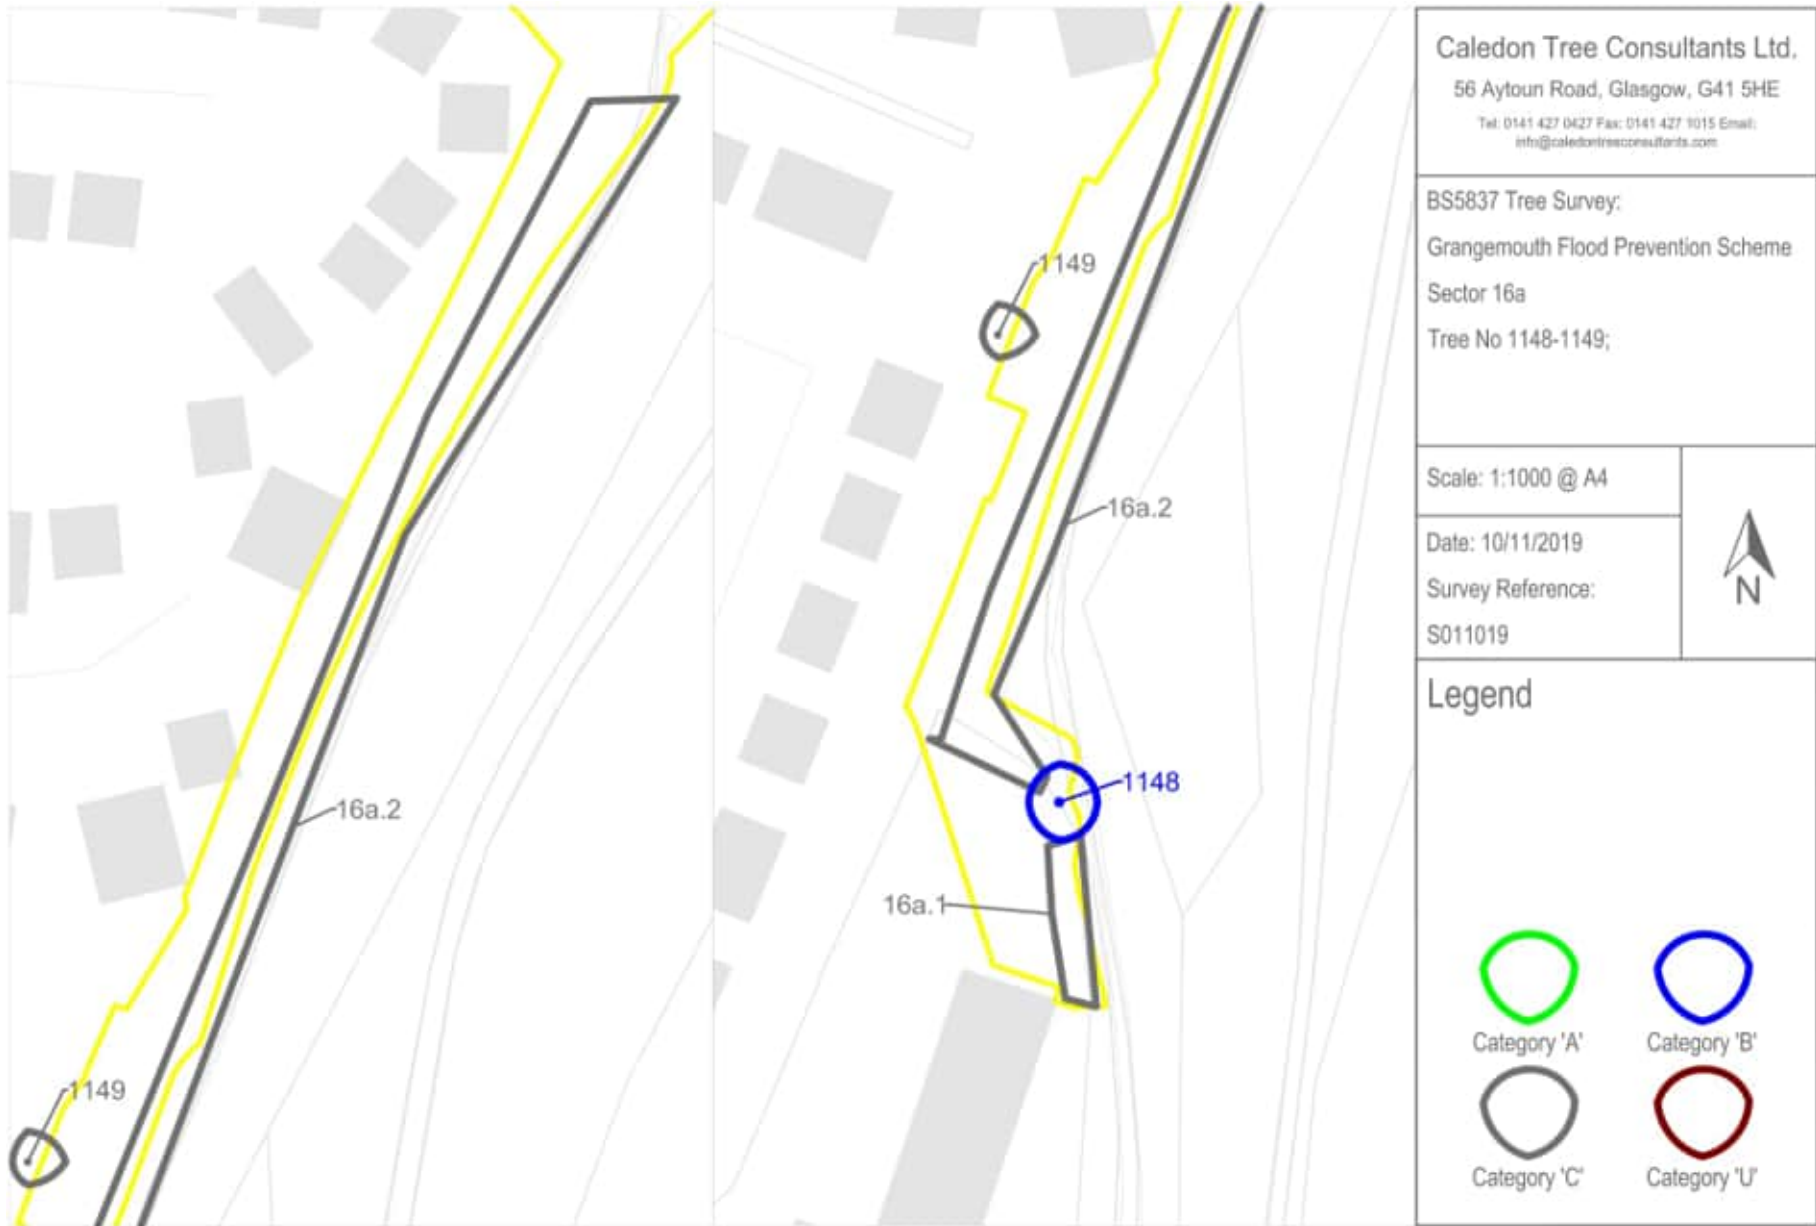 1149
16a.2
1149
16a.2
1148
16a.1
Caledon Tree Consultants Ltd.
56 Aytoun Road, Glasgow, G41 5HE
Tel: 0141 427 0427 Fax: 0141 427 1015 Email:
info@caledontreeconsultants.com
BS5837 Tree Survey:
Grangemouth Flood Prevention Scheme
Sector 16a
Tree No 1148-1149;
Scale: 1:1000 @ A4
Date: 10/11/2019
Survey Reference:
S011019
N
Legend
Category 'A'
Category 'B'
Category 'C'
Category 'U'